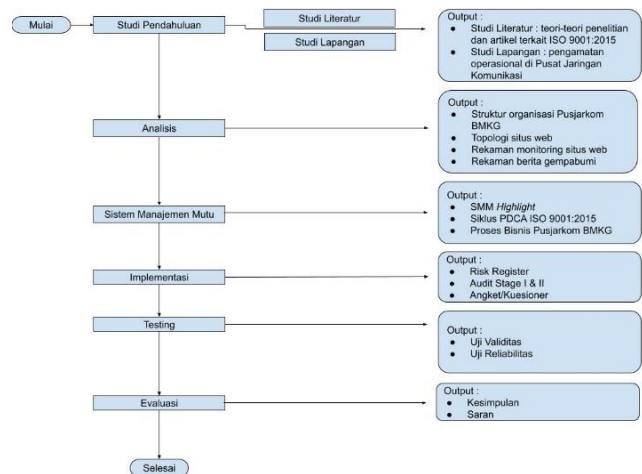 Mulai
Studi Pendahuluan
Studi Literatur
Studi Lapangan
Output :
● Studi Literatur : teori-teori penelitian
dan artikel terkait ISO 9001:2015
● Studi Lapangan : pengamatan
operasional di Pusat Jaringan
Komunikasi
Analisis
Output :
● Struktur organisasi Pusjarkom
BMKG
● Topologi situs web
● Rekaman monitoring situs web
● Rekaman berita gempabumi
Sistem Manajemen Mutu
Output :
● SMM Highlight
● Siklus PDCA ISO 9001:2015
● Proses Bisnis Pusjarkom BMKG
Implementasi
Output :
● Risk Register
● Audit Stage I & II
● Angket/Kuesioner
Testing
Output :
● Uji Validitas
● Uji Reliabilitas
Evaluasi
Output :
● Kesimpulan
● Saran
Selesai